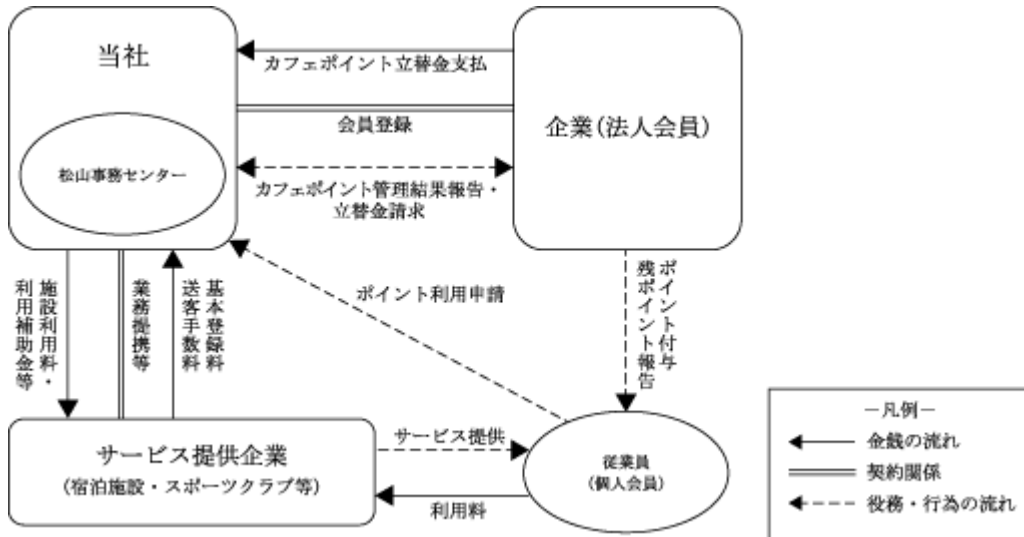 当社
カフェポイント立替金支払
会員登録
企業(法人会員)
松山事務センター
カフェポイント管理結果報告・
立替金請求
施設利用料・
利用補助金等
業務提携等
基本登録料
送客手数料
ポイント利用申請
ポイント付与
残ポイント報告
サービス提供企業
(宿泊施設・スポーツクラブ等)
サービス提供
利用料
従業員
(個人会員)
−凡例−
金銭の流れ
契約関係
役務・行為の流れ